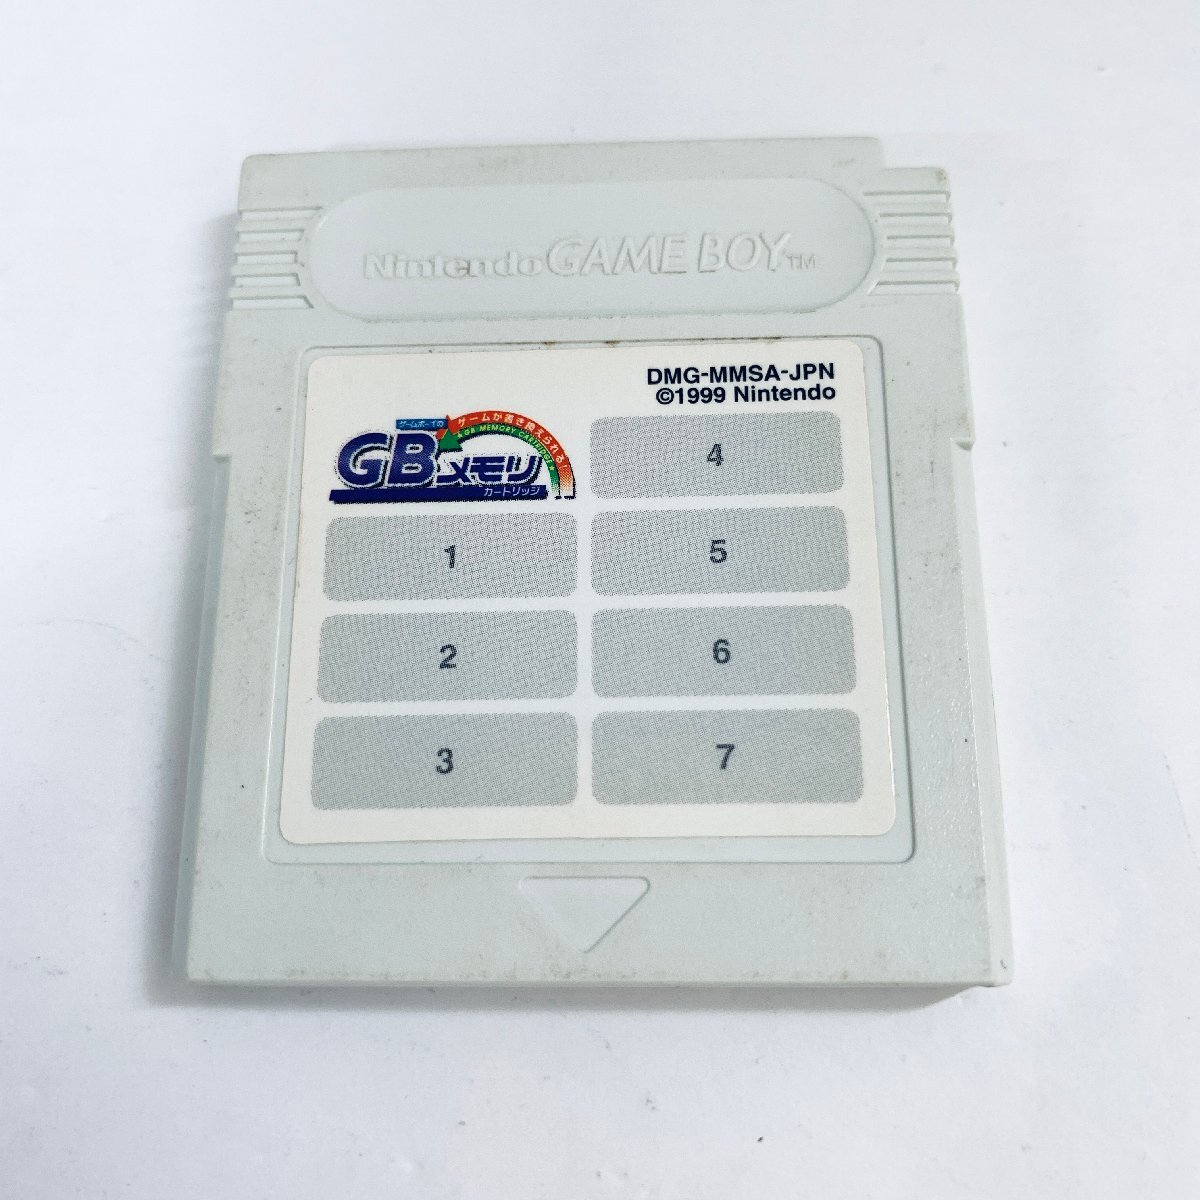 Nintendo GAME BOY TM
DMG-MMSA-JPN
©1999 Nintendo
ゲームボーイの
ゲームが書き換えられる!
GB MEMORY CARTRIDGE
GBメモリ
カートリッジ
1
2
3
4
5
6
7